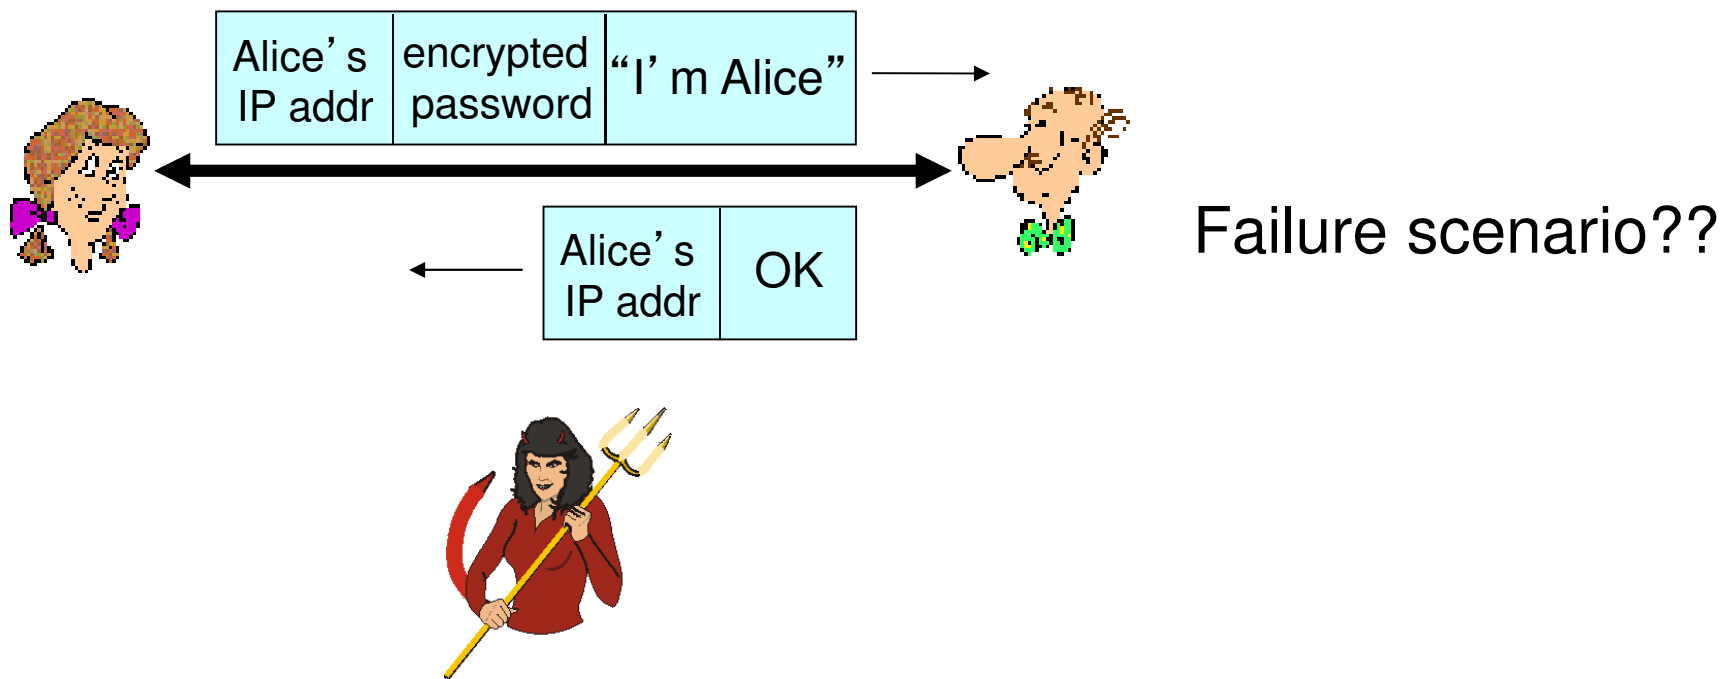 Alice’s
IP addr
encrypted
password
“I’m Alice”
Alice’s
IP addr
OK
Failure scenario??